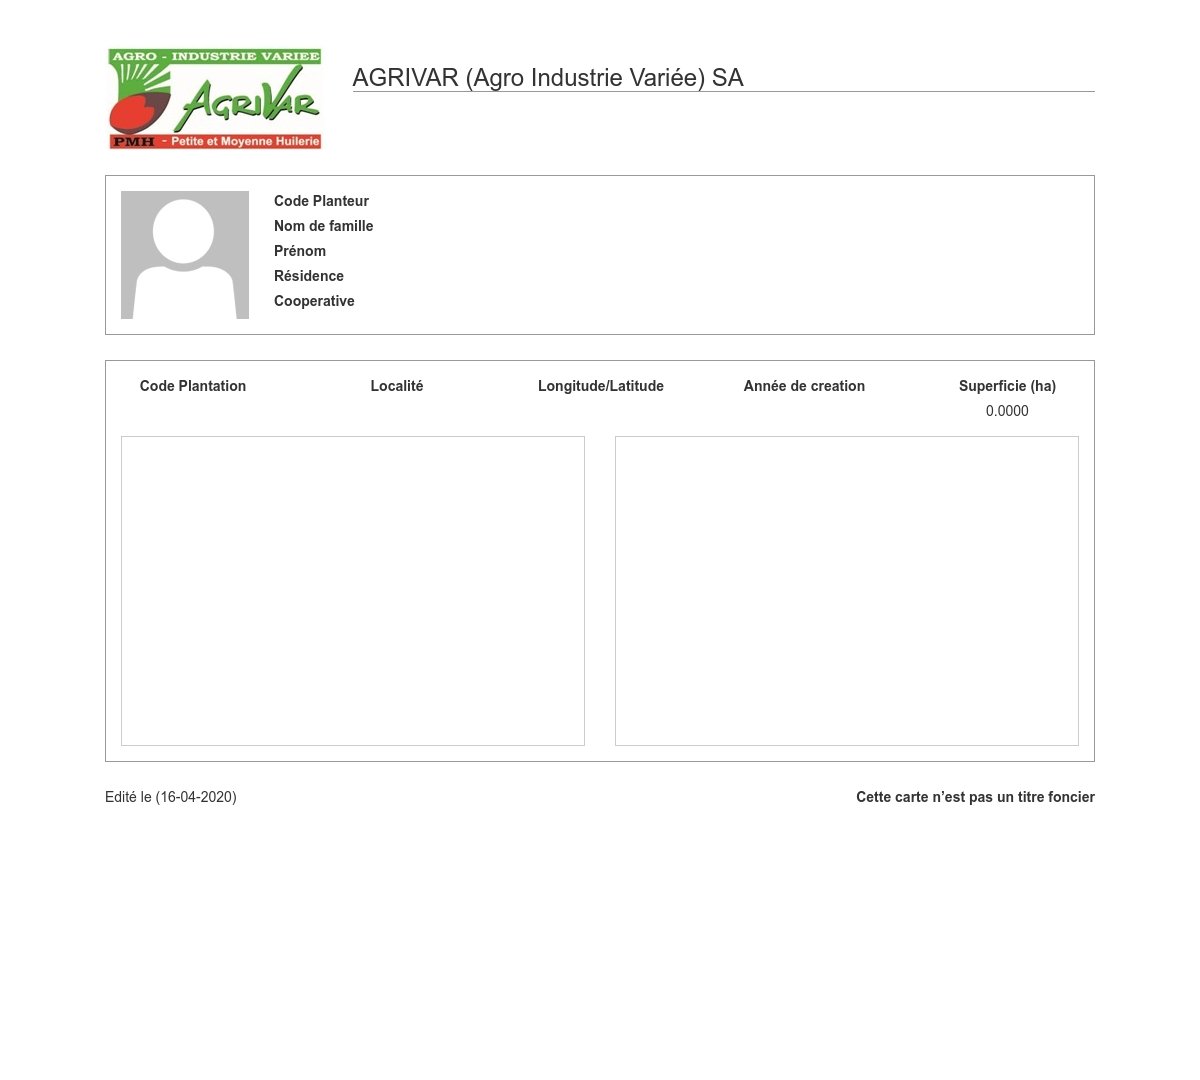 AGRO - INDUSTRIE VARIEE
AGRIVAR
PMH - Petite et Moyenne Huilerie
AGRIVAR (Agro Industrie Variée) SA
Code Planteur
Nom de famille
Prénom
Résidence
Cooperative
Code Plantation Localité Longitude/Latitude Année de creation Superficie (ha)
0.0000
Edité le (16-04-2020) Cette carte n’est pas un titre foncier